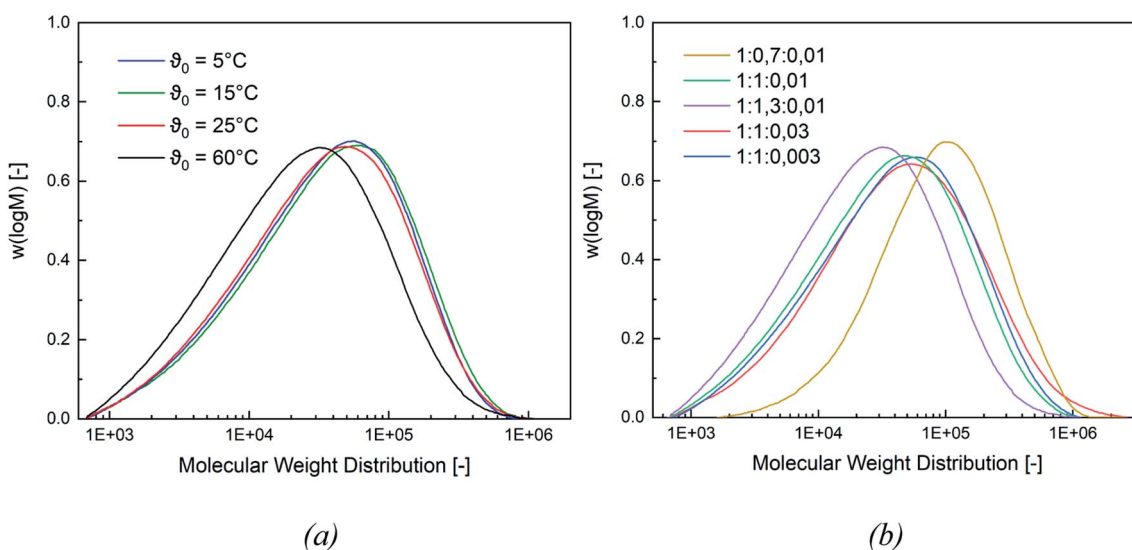 1.0
0.8
0.6
0.4
0.2
0.0
w(logM) [-]
ϑ0 = 5°C
ϑ0 = 15°C
ϑ0 = 25°C
ϑ0 = 60°C
1E+03 1E+04 1E+05 1E+06
Molecular Weight Distribution [-]
(a)
1.0
0.8
0.6
0.4
0.2
0.0
w(logM) [-]
1:0,7:0,01
1:1:0,01
1:1,3:0,01
1:1:0,03
1:1:0,003
1E+03 1E+04 1E+05 1E+06
Molecular Weight Distribution [-]
(b)